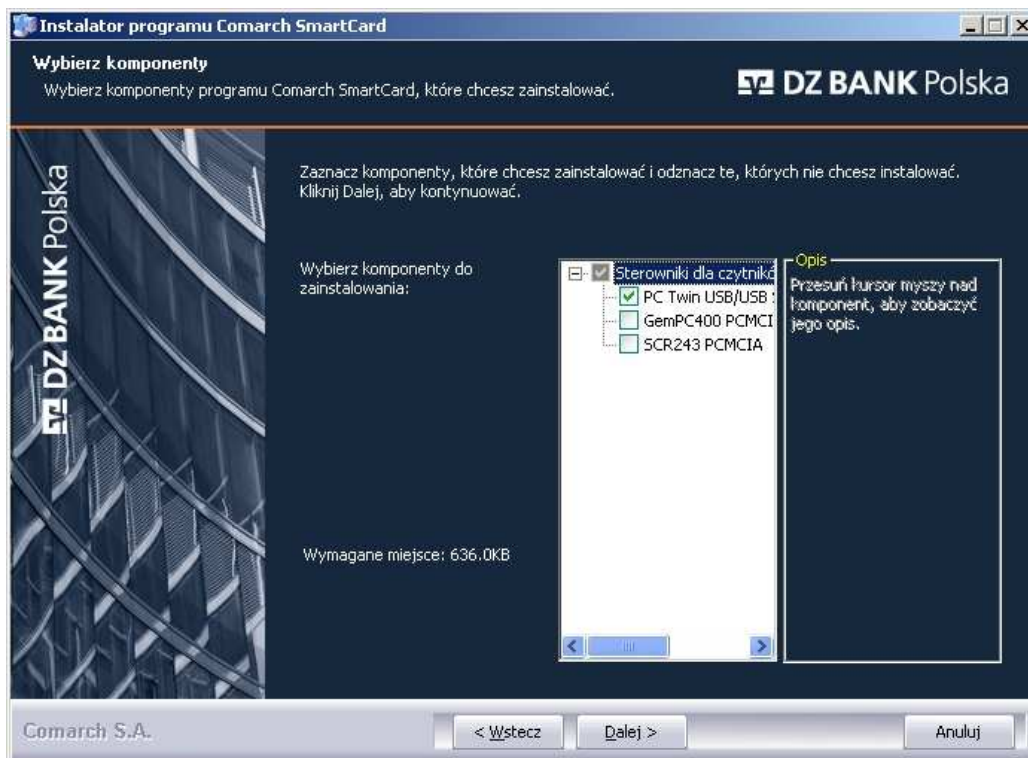 Instalator programu Comarch SmartCard
Wybierz komponenty
Wybierz komponenty programu Comarch SmartCard, które chcesz zainstalować.
DZ BANK Polska
DZ BANK Polska
Zaznacz komponenty, które chcesz zainstalować i odznacz te, których nie chcesz instalować.
Kliknij Dalej, aby kontynuować.
Wybierz komponenty do
zainstalowania:
Sterowniki dla czytnikó
PC Twin USB/USB S
GemPC400 PCMCI
SCR243 PCMCIA
Opis
Przesuń kursor myszy nad
komponent, aby zobaczyć
jego opis.
Wymagane miejsce: 636.0KB
Comarch S.A.
< Wstecz
Dalej >
Anuluj